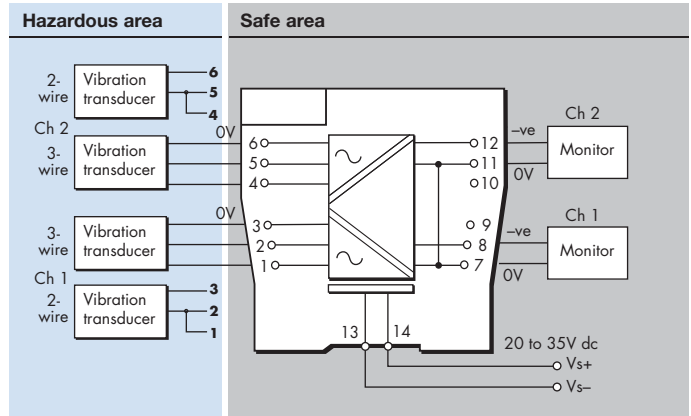 Hazardous area
Safe area
2-
wire
Vibration
transducer
6
5
4
Ch 2
3-
wire
Vibration
transducer
0V
6
5
4
3-
wire
Vibration
transducer
0V
3
2
1
Ch 1
2-
wire
Vibration
transducer
3
2
1
12
11
10
9
8
7
–ve
0V
Ch 2
Monitor
–ve
0V
Ch 1
Monitor
13
14
20 to 35V dc
Vs+
Vs–